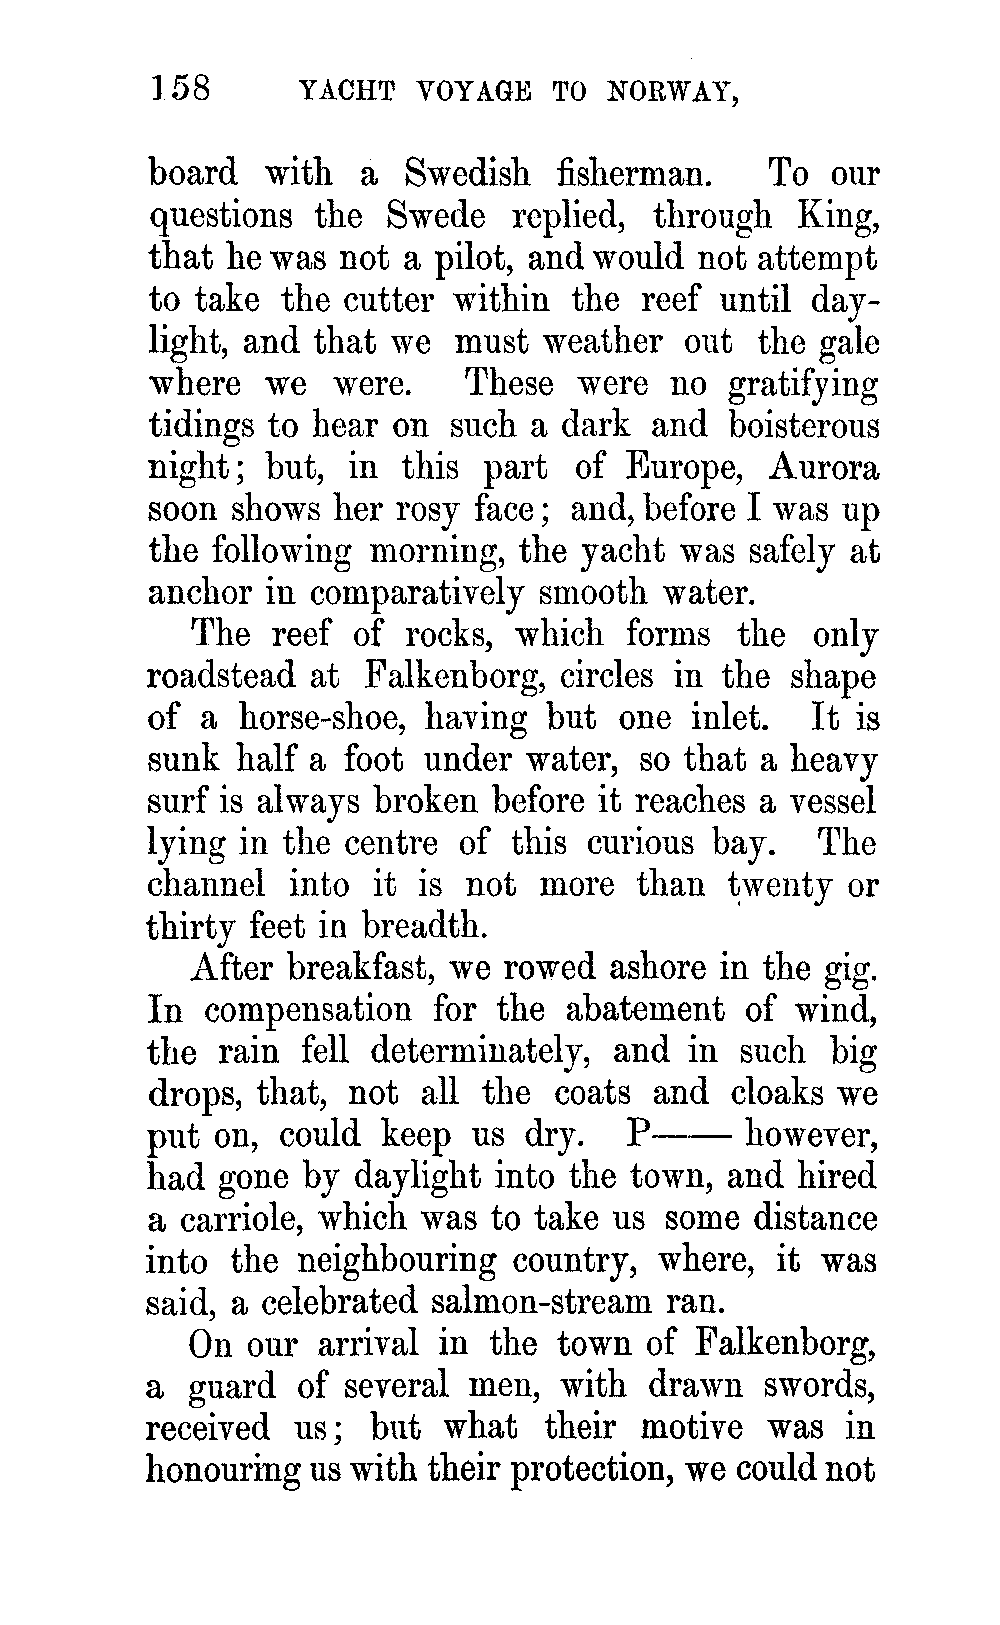 158 YACHT VOYAGE TO NORWAY,
board with a Swedish fisherman. To our
questions the Swede replied, through King,
that he was not a pilot, and would not attempt
to take the cutter within the reef until day-
light, and that we must weather out the gale
where we were. These were no gratifying
tidings to hear on such a dark and boisterous
night; but, in this part of Europe, Aurora
soon shows her rosy face; and, before I was up
the following morning, the yacht was safely at
anchor in comparatively smooth water.
The reef of rocks, which forms the only
roadstead at Falkenborg, circles in the shape
of a horse-shoe, having but one inlet. It is
sunk half a foot under water, so that a heavy
surf is always broken before it reaches a vessel
lying in the centre of this curious bay. The
channel into it is not more than twenty or
thirty feet in breadth.
After breakfast, we rowed ashore in the gig.
In compensation for the abatement of wind,
the rain fell determinately, and in such big
drops, that, not all the coats and cloaks we
put on, could keep us dry. P—— however,
had gone by daylight into the town, and hired
a carriole, which was to take us some distance
into the neighbouring country, where, it was
said, a celebrated salmon-stream ran.
On our arrival in the town of Falkenborg,
a guard of several men, with drawn swords,
received us; but what their motive was in
honouring us with their protection, we could not